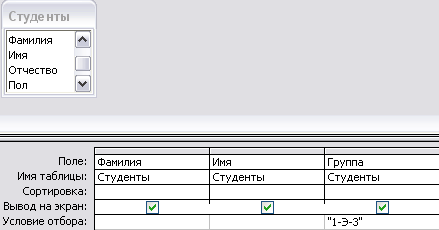 Студенты
Фамилия
Имя
Отчество
Пол
Поле: Фамилия Имя Группа
Имя таблицы: Студенты Студенты Студенты
Сортировка:
Вывод на экран:
Условие отбора: "1-Э-3"